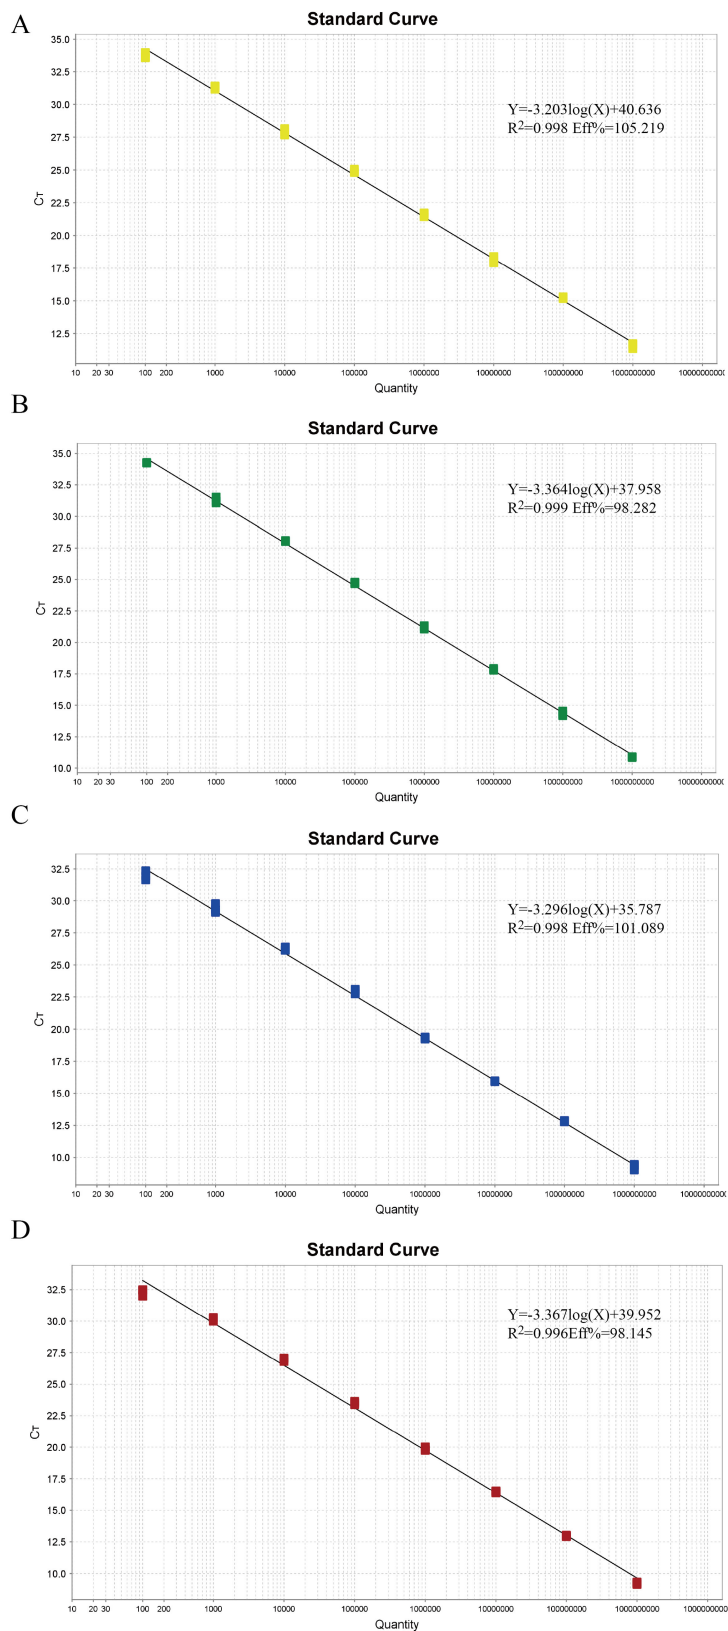 A
Standard Curve
35.0
32.5
30.0
27.5
25.0
22.5
20.0
17.5
15.0
12.5
Y=-3.203log(X)+40.636
R²=0.998 Eff%=105.219
CT
10 20 30 100 200 1000 10000 100000 1000000 10000000 100000000 1000000000 10000000000
Quantity
B
Standard Curve
35.0
32.5
30.0
27.5
25.0
22.5
20.0
17.5
15.0
12.5
10.0
Y=-3.364log(X)+37.958
R²=0.999 Eff%=98.282
CT
10 20 30 100 200 1000 10000 100000 1000000 10000000 100000000 1000000000 10000000000
Quantity
C
Standard Curve
32.5
30.0
27.5
25.0
22.5
20.0
17.5
15.0
12.5
10.0
Y=-3.296log(X)+35.787
R²=0.998 Eff%=101.089
CT
10 20 30 100 200 1000 10000 100000 1000000 10000000 100000000 1000000000
Quantity
D
Standard Curve
32.5
30.0
27.5
25.0
22.5
20.0
17.5
15.0
12.5
10.0
Y=-3.367log(X)+39.952
R²=0.996Eff%=98.145
CT
10 20 30 100 200 1000 10000 100000 1000000 10000000 100000000 1000000000 10000000000
Quantity